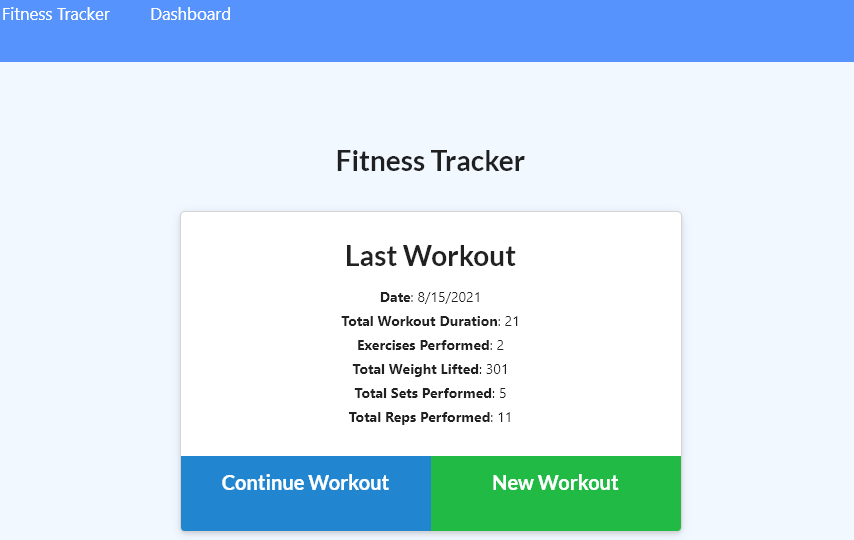 Fitness Tracker Dashboard
Fitness Tracker
Last Workout
Date: 8/15/2021
Total Workout Duration: 21
Exercises Performed: 2
Total Weight Lifted: 301
Total Sets Performed: 5
Total Reps Performed: 11
Continue Workout New Workout